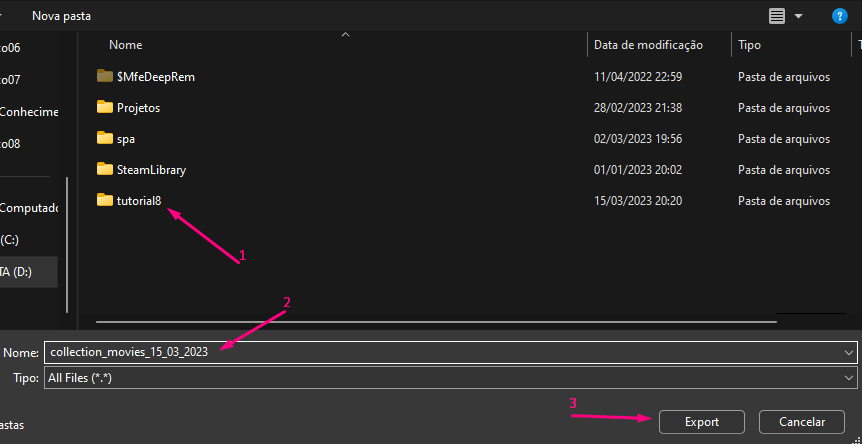 Nova pasta
?
Nome Data de modificação Tipo
o06
o07
Conhecime
o08
Computado
(C:)
TA (D:)
$MfeDeepRem 11/04/2022 22:59 Pasta de arquivos
Projetos 28/02/2023 21:38 Pasta de arquivos
spa 02/03/2023 19:56 Pasta de arquivos
SteamLibrary 01/01/2023 20:02 Pasta de arquivos
tutorial8 15/03/2023 20:20 Pasta de arquivos
1
2
Nome: collection_movies_15_03_2023
Tipo: All Files (*.*)
3
astas
Export Cancelar